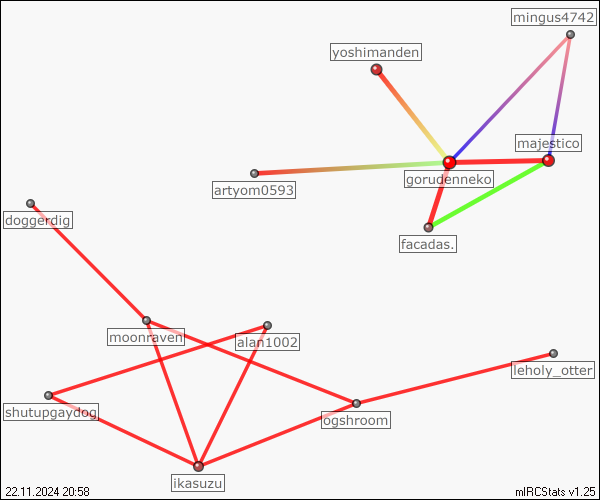 mingus4742
yoshimanden
majestico
gorudenneko
artyom0593
facadas.
doggerdig
moonraven
alan1002
leholy_otter
shutupgaydog
ogshroom
ikasuzu
22.11.2024 20:58
mIRCStats v1.25